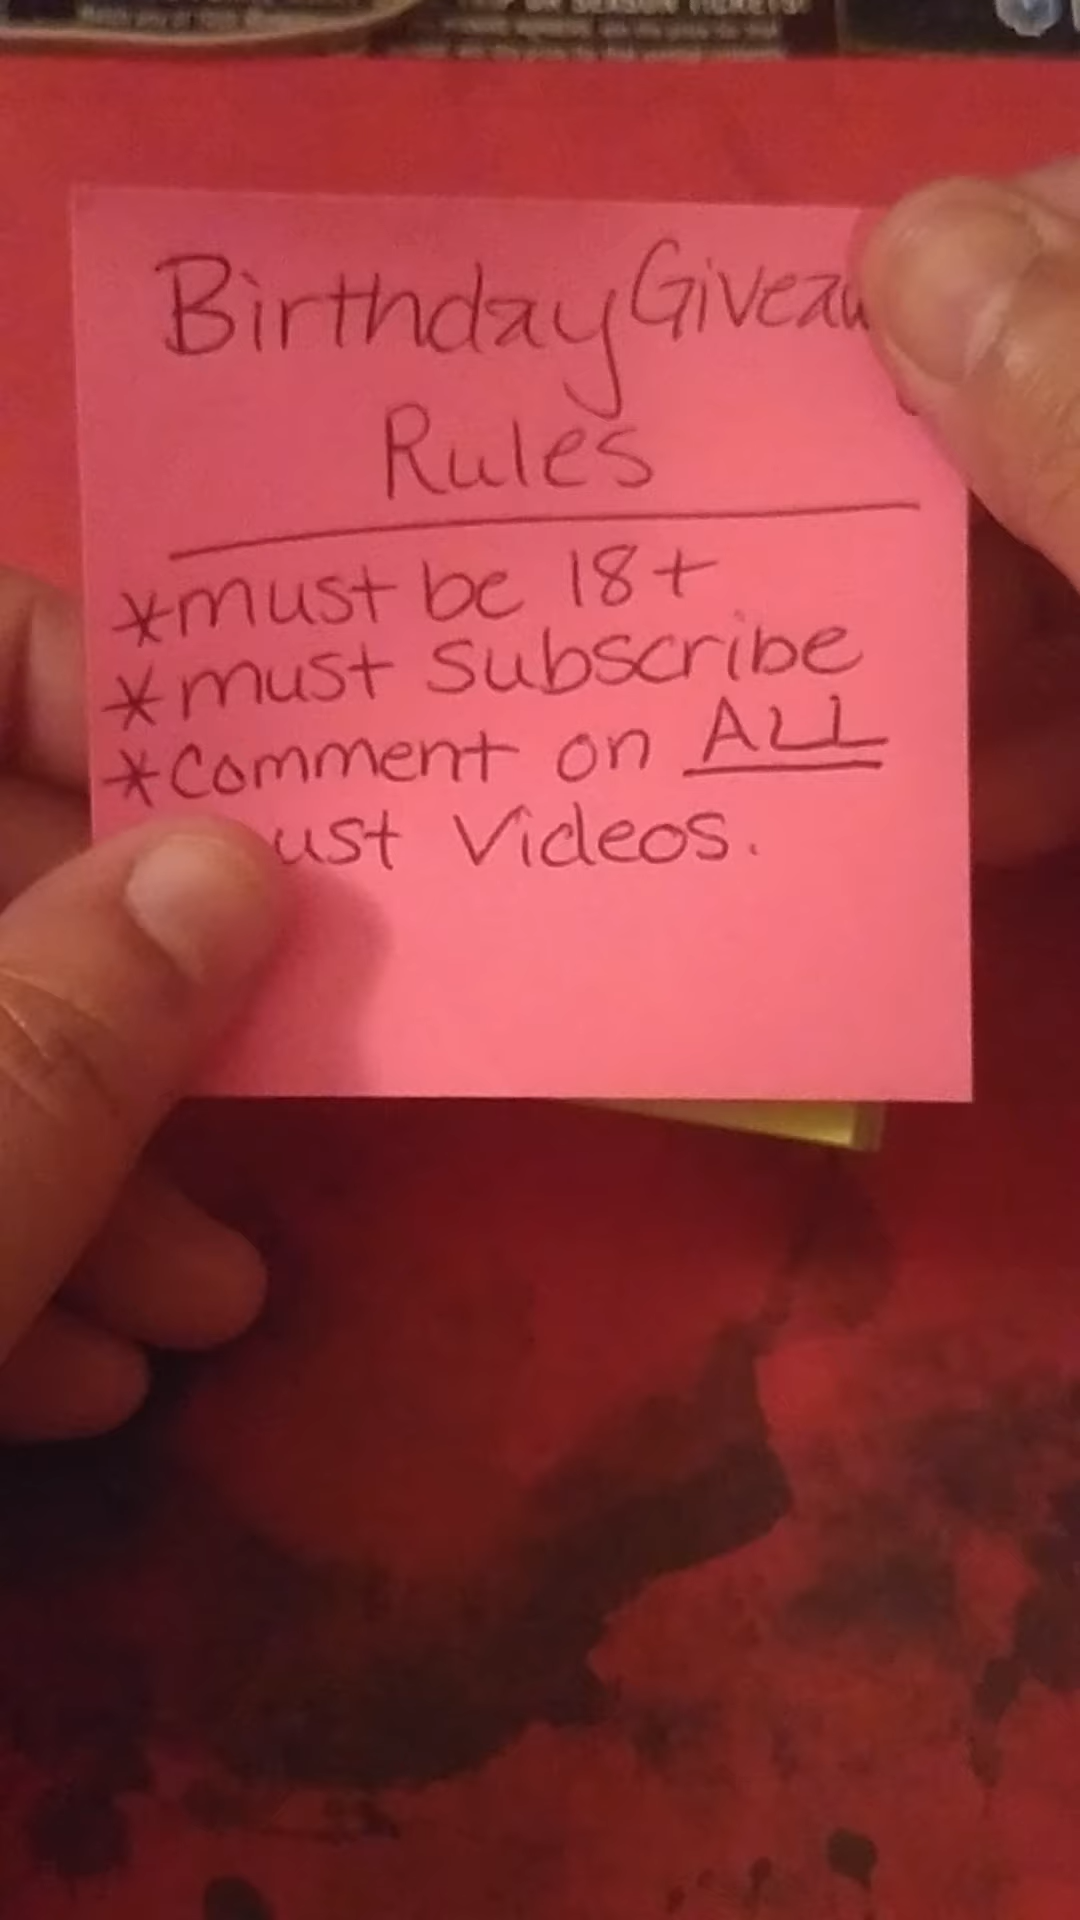 Birthday Giveaw
Rules
*must be 18+
*must subscribe
*Comment on ALL
ust Videos.